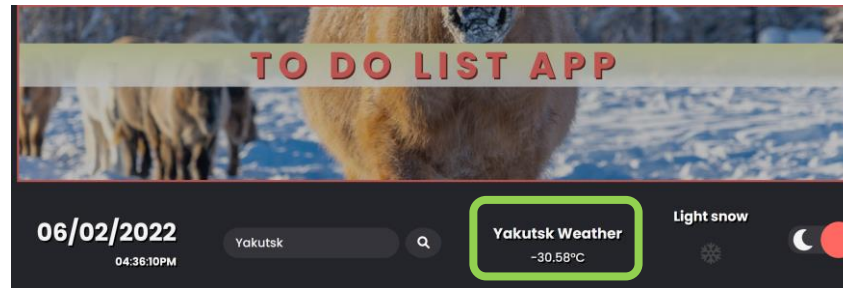 TO DO LIST APP
06/02/2022
04:36:10PM
Yakutsk
Yakutsk Weather
-30.58°C
Light snow